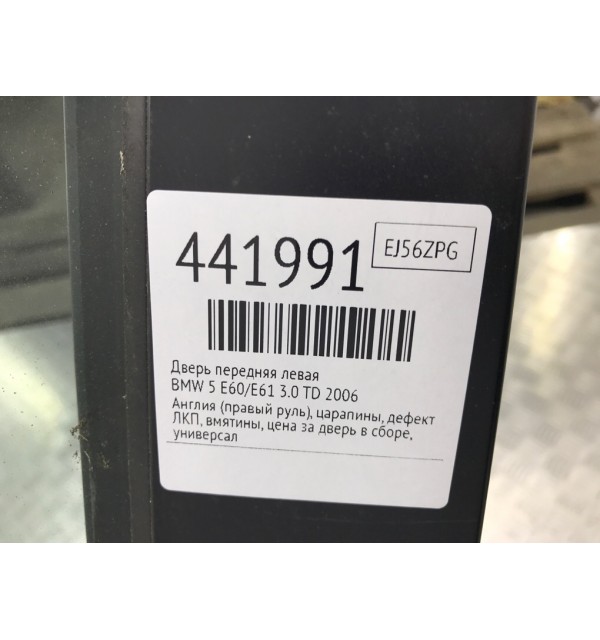 441991
EJ56ZPG
Дверь передняя левая
BMW 5 E60/E61 3.0 TD 2006
Англия (правый руль), царапины, дефект
ЛКП, вмятины, цена за дверь в сборе,
универсал